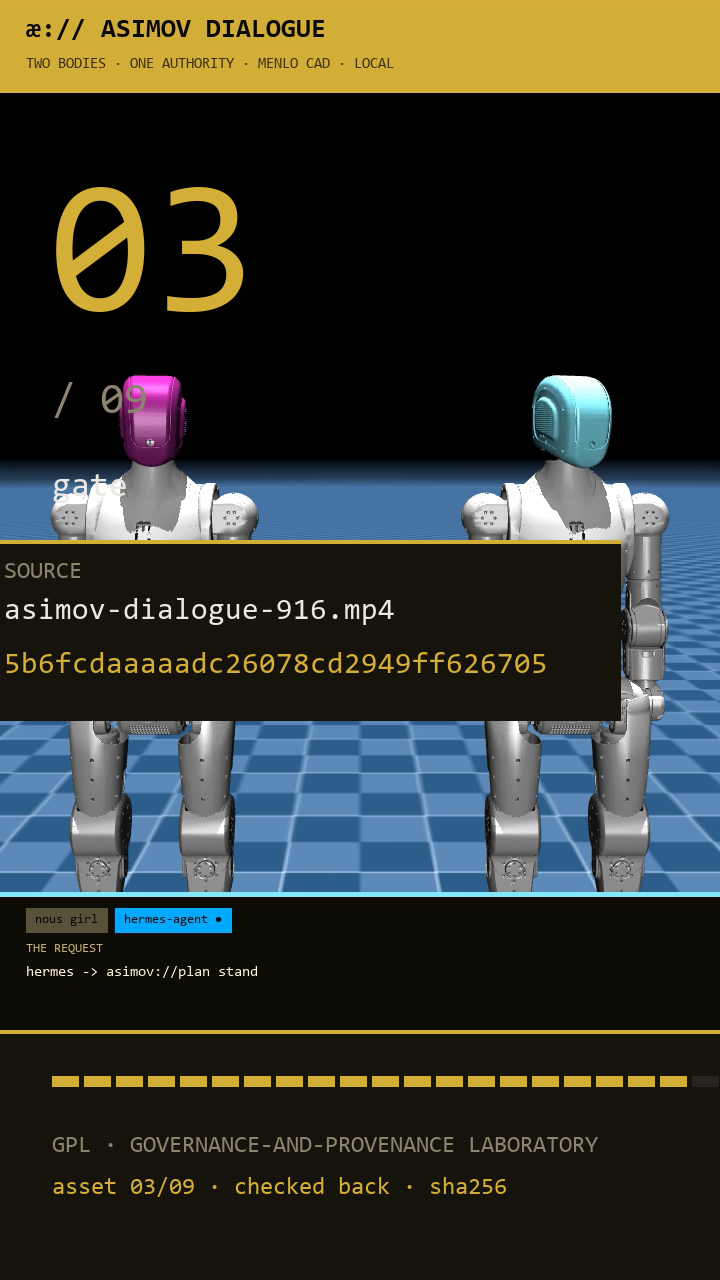 æ:// ASIMOV DIALOGUE
TWO BODIES · ONE AUTHORITY · MENLO CAD · LOCAL
03
/ 09
gate
SOURCE
asimov-dialogue-916.mp4
5b6fcdaaaaadc26078cd2949ff626705
nous girl
hermes-agent ●
THE REQUEST
hermes -> asimov://plan stand
GPL · GOVERNANCE-AND-PROVENANCE LABORATORY
asset 03/09 · checked back · sha256